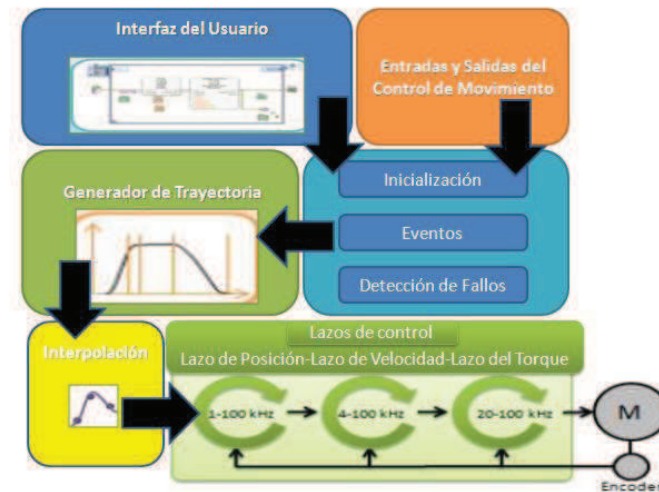 Interfaz del Usuario
Entradas y Salidas del
Control de Movimiento
Generador de Trayectoria
Inicialización
Eventos
Detección de Fallos
Interpolación
Lazos de control
Lazo de Posición-Lazo de Velocidad-Lazo del Torque
1-100 kHz
4-100 kHz
20-100 kHz
M
Encoder